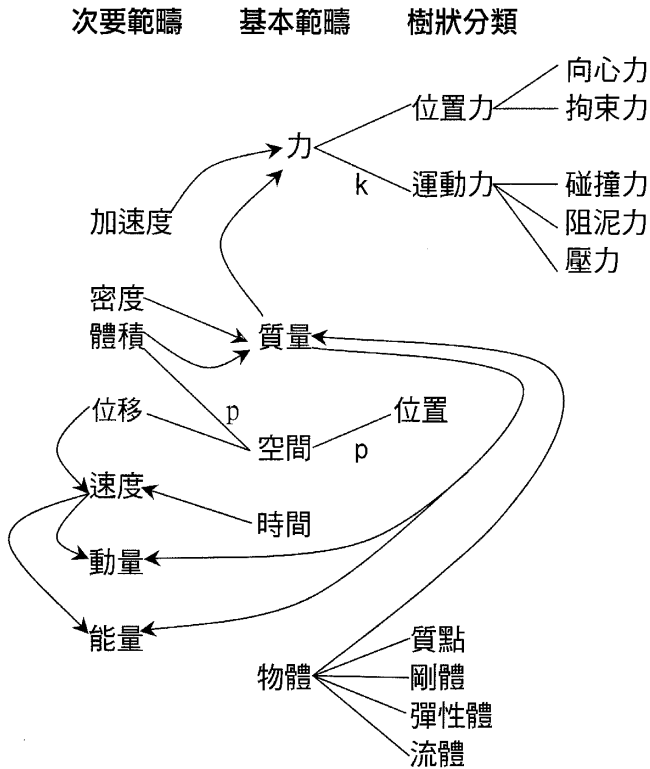 次要範疇 基本範疇 樹狀分類
向心力
位置力 拘束力
力
k 運動力 碰撞力
加速度 阻泥力
壓力
密度
體積 質量
位移 p 位置
空間 p
速度
時間
動量
能量 質點
物體 剛體
彈性體
流體